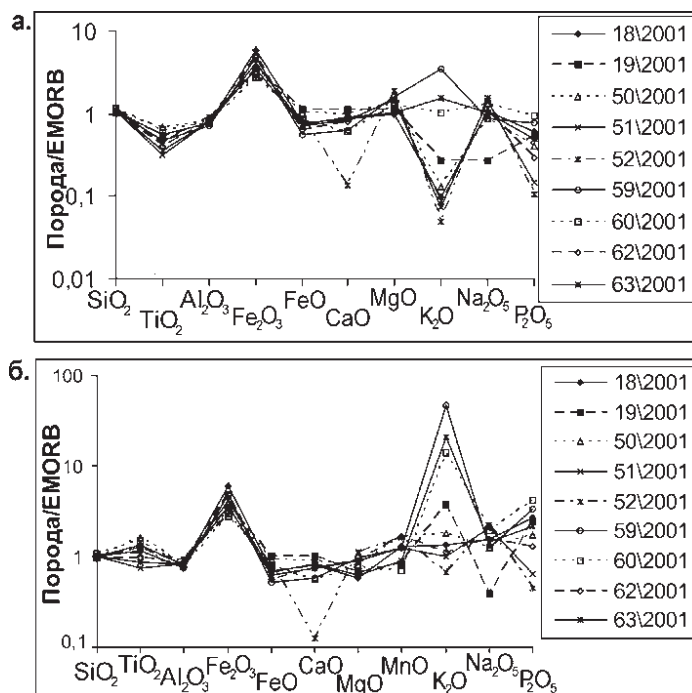 а.
Порода/EMORB
10
1
0.1
0.01
SiO₂
TiO₂
Al₂O₃
Fe₂O₃
FeO
CaO
MgO
K₂O
Na₂O₅
P₂O₅
18\2001
19\2001
50\2001
51\2001
52\2001
59\2001
60\2001
62\2001
63\2001
б.
Порода/EMORB
100
10
1
0,1
SiO₂
TiO₂
Al₂O₃
Fe₂O₃
FeO
CaO
MgO
MnO
K₂O
Na₂O₅
P₂O₅
18\2001
19\2001
50\2001
51\2001
52\2001
59\2001
60\2001
62\2001
63\2001